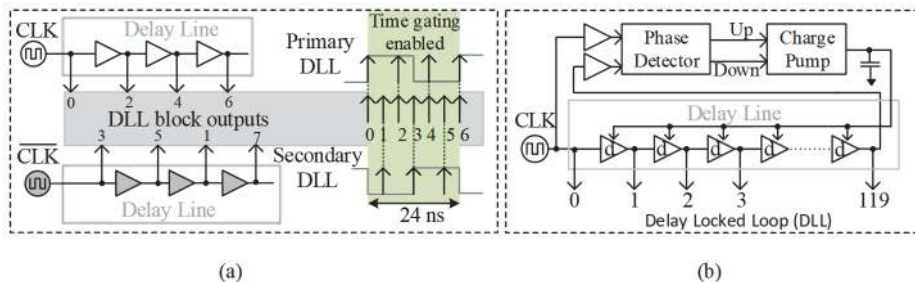 CLK
Delay Line
0 2 4 6
DLL block outputs
3 5 1 7
CLK
Delay Line
Time gating
enabled
Primary
DLL
0 1 2 3 4 5 6
Secondary
DLL
24 ns
Phase
Detector
Up
Down
Charge
Pump
CLK
Delay Line
d d d d d
0 1 2 3 119
Delay Locked Loop (DLL)
(a)
(b)